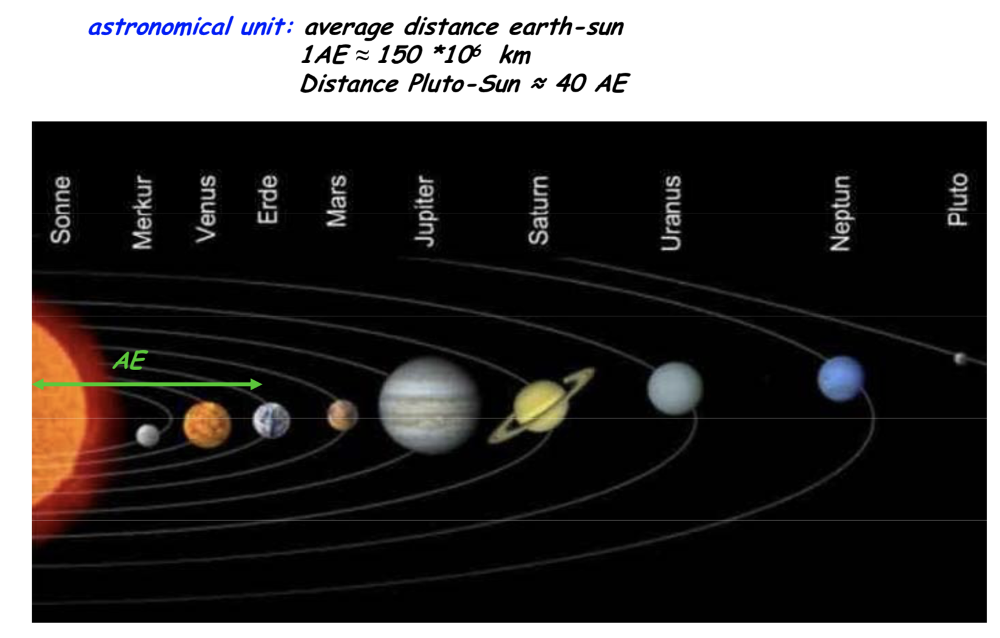 astronomical unit: average distance earth-sun
1AE ≈ 150 *10⁶ km
Distance Pluto-Sun ≈ 40 AE
Sonne
Merkur
Venus
Erde
Mars
Jupiter
Saturn
Uranus
Neptun
Pluto
AE